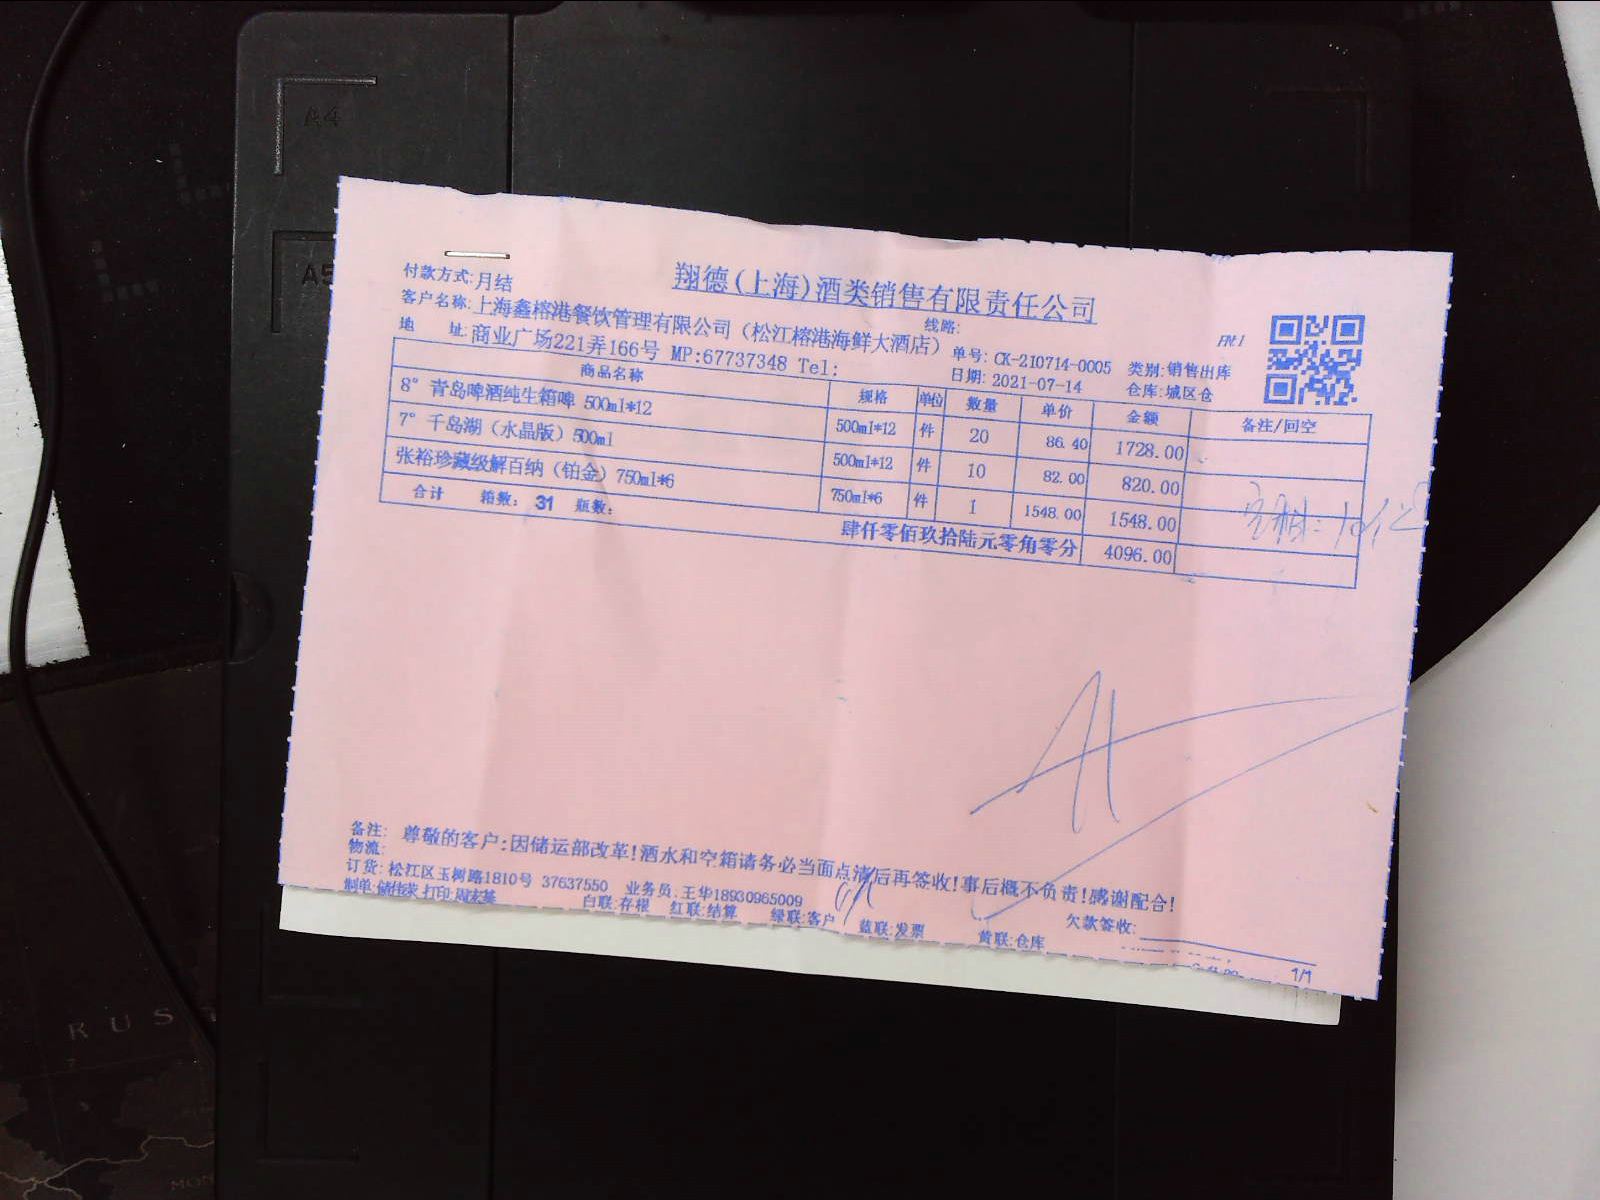 A4
A5
翔德(上海)酒类销售有限责任公司
付款方式:月结
客户名称:上海鑫榕港餐饮管理有限公司（松江榕港海鲜大酒店）
线路:
地 址:商业广场221弄166号 MP:67737348 Tel:
单号: CK-210714-0005 类别:销售出库
日期: 2021-07-14 仓库:城区仓
商品名称 规格 单位 数量 单价 金额 备注/回空
8° 青岛啤酒纯生箱啤 500ml*12 500ml*12 件 20 86.40 1728.00
7° 千岛湖（水晶版）500ml 500ml*12 件 10 82.00 820.00
张裕珍藏级解百纳（铂金）750ml*6 750ml*6 件 1 1548.00 1548.00
合计 箱数: 31 瓶数: 肆仟零佰玖拾陆元零角零分 4096.00
备注: 尊敬的客户:因储运部改革!酒水和空箱请务必当面点清后再签收!事后概不负责!感谢配合!
物流:
订货: 松江区玉树路1810号 37637550 业务员:王华18930965009
欠款签收:
白联:存根 红联:结算 绿联:客户 蓝联:发票 黄联:仓库
1/1
RUS